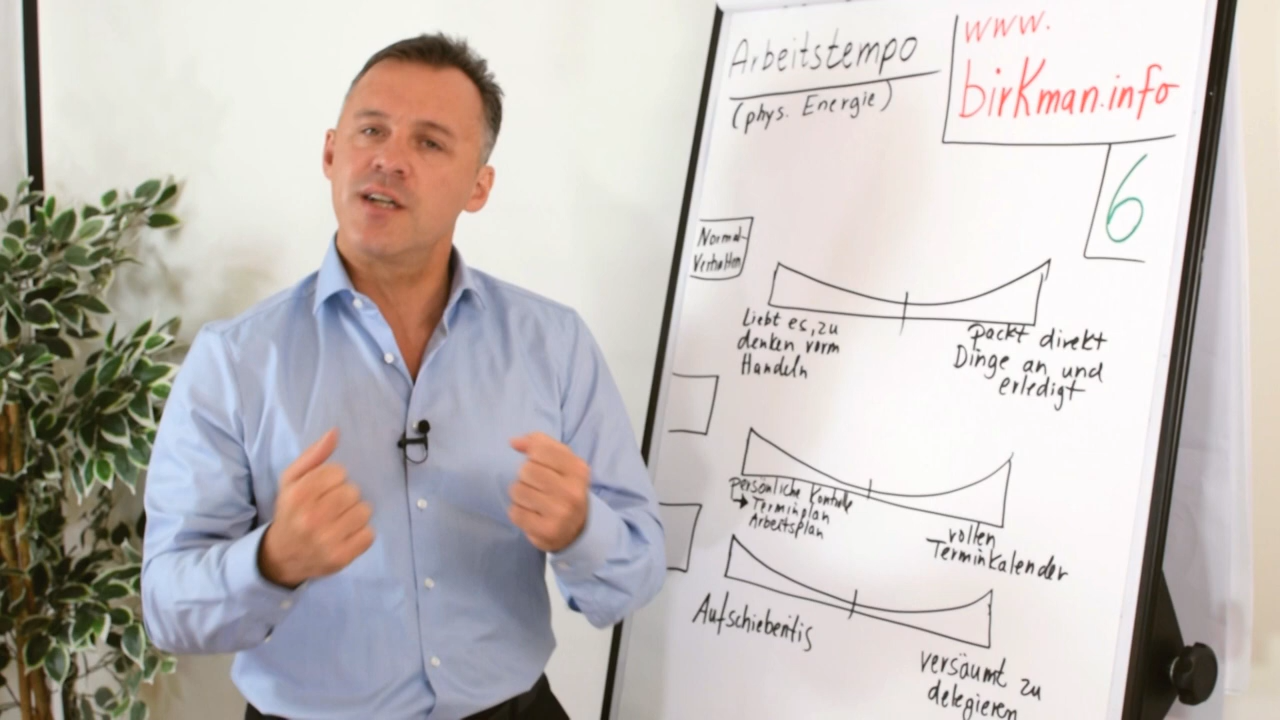 Arbeitstempo
(phys. Energie)
www.
birkman.info
6
Normal-
Verhalten
Liebt es, zu
denken vorm
Handeln
packt direkt
Dinge an und
erledigt
persönliche Kontrolle
→ Terminplan
Arbeitsplan
vollen
Terminkalender
Aufschieberitis
versäumt zu
delegieren